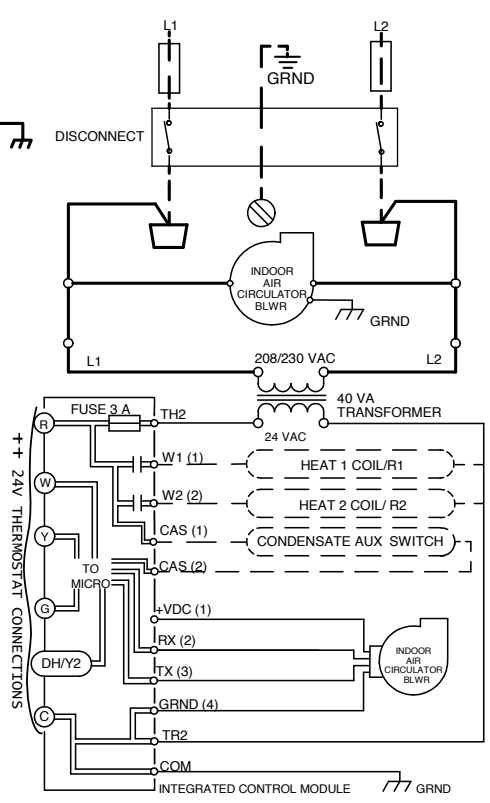 L1
L2
GRND
DISCONNECT
INDOOR
AIR
CIRCULATOR
BLWR
GRND
L1
208/230 VAC
L2
40 VA
TRANSFORMER
24 VAC
FUSE 3 A
TH2
R
W1 (1)
HEAT 1 COIL/R1
W
W2 (2)
HEAT 2 COIL/ R2
CAS (1)
CONDENSATE AUX SWITCH
Y
TO
MICRO
CAS (2)
++ 24V THERMOSTAT CONNECTIONS
G
+VDC (1)
RX (2)
INDOOR
AIR
CIRCULATOR
BLWR
DH/Y2
TX (3)
GRND (4)
C
TR2
COM
INTEGRATED CONTROL MODULE
GRND